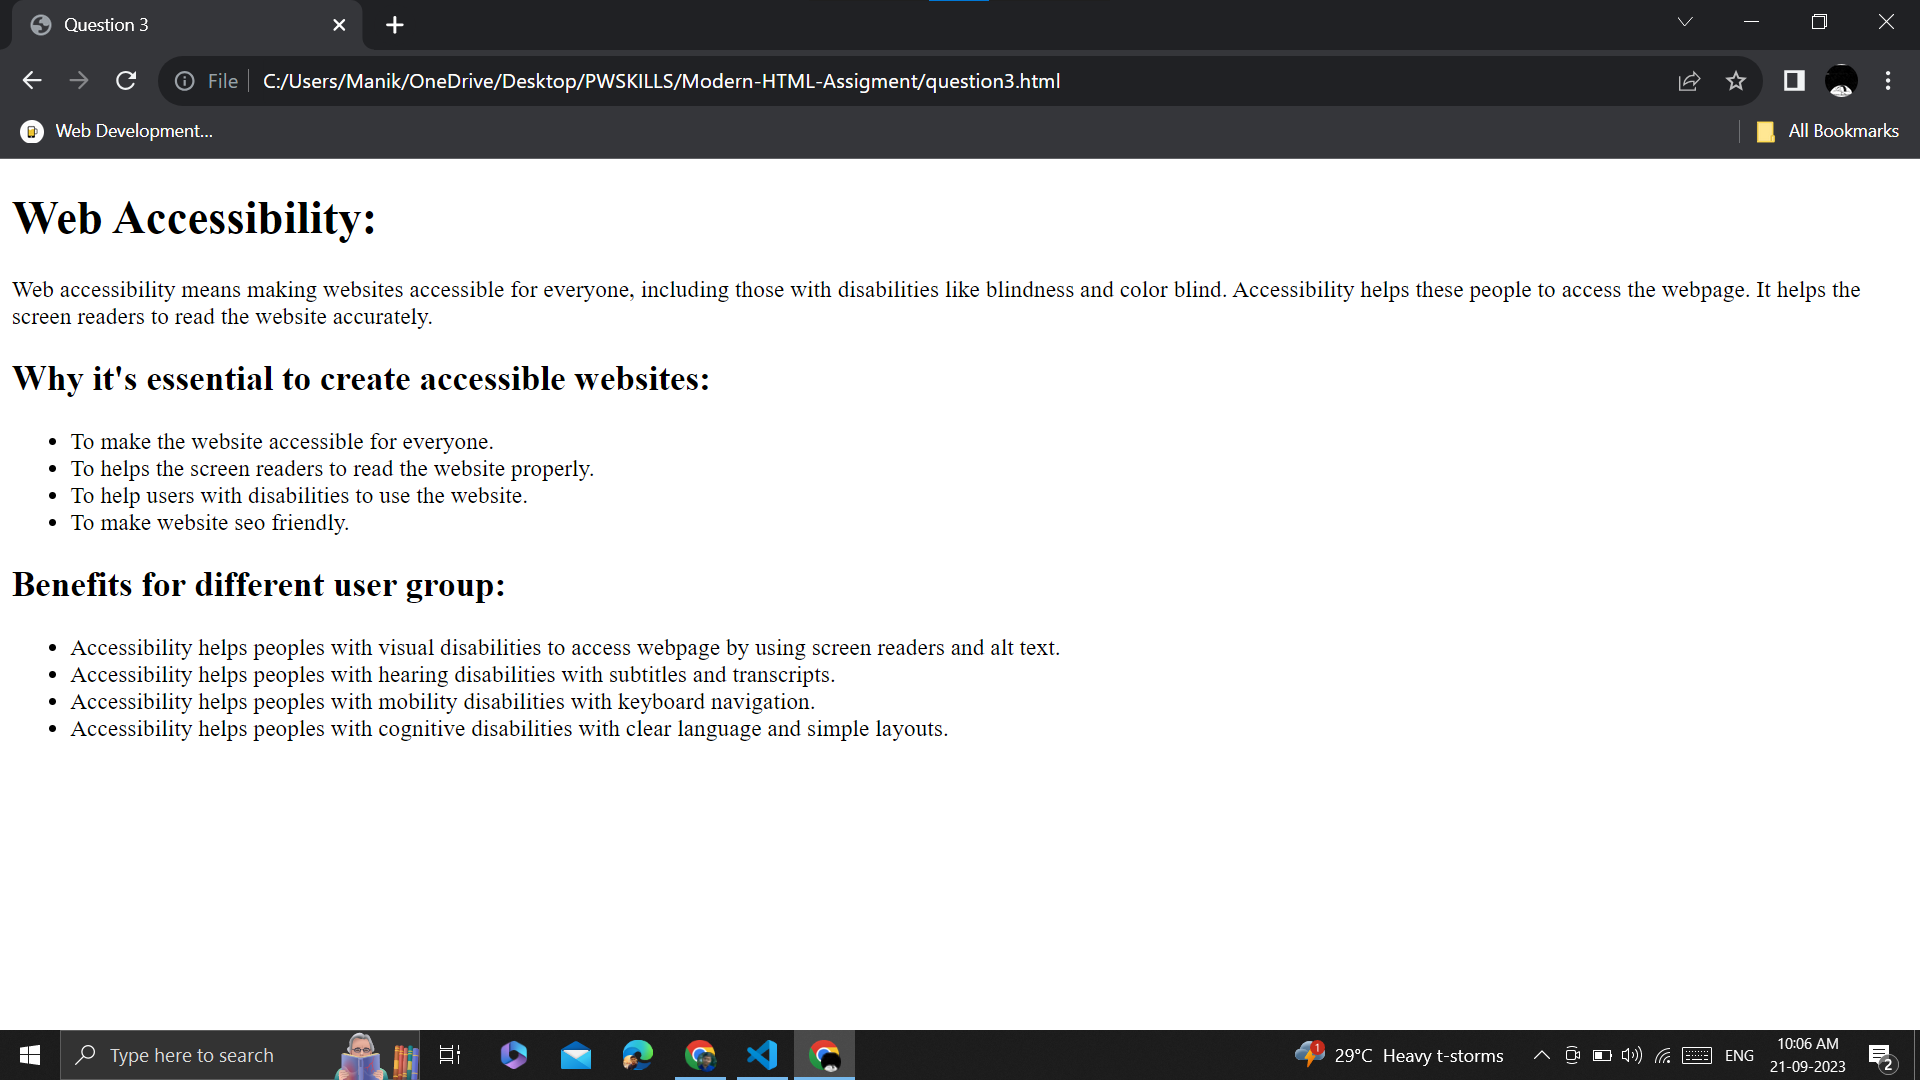 Question 3
File C:/Users/Manik/OneDrive/Desktop/PWSKILLS/Modern-HTML-Assigment/question3.html
Web Development...
All Bookmarks
Web Accessibility:
Web accessibility means making websites accessible for everyone, including those with disabilities like blindness and color blind. Accessibility helps these people to access the webpage. It helps the
screen readers to read the website accurately.
Why it's essential to create accessible websites:
To make the website accessible for everyone.
To helps the screen readers to read the website properly.
To help users with disabilities to use the website.
To make website seo friendly.
Benefits for different user group:
Accessibility helps peoples with visual disabilities to access webpage by using screen readers and alt text.
Accessibility helps peoples with hearing disabilities with subtitles and transcripts.
Accessibility helps peoples with mobility disabilities with keyboard navigation.
Accessibility helps peoples with cognitive disabilities with clear language and simple layouts.
Type here to search
1
29°C Heavy t-storms
ENG
10:06 AM
21-09-2023
2